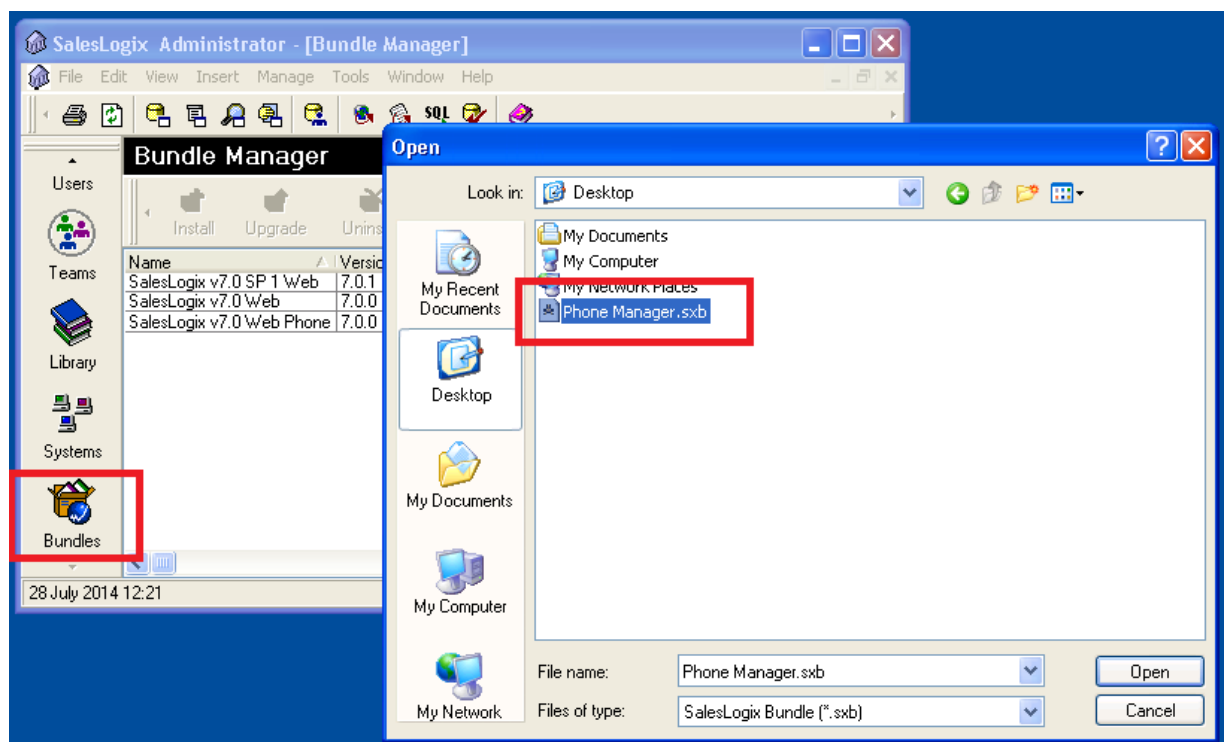 SalesLogix Administrator - [Bundle Manager]
File Edit View Insert Manage Tools Window Help
SQL
Bundle Manager
Users
Install Upgrade Unins
Teams
Name Versio
SalesLogix v7.0 SP 1 Web 7.0.1
SalesLogix v7.0 Web 7.0.0
SalesLogix v7.0 Web Phone 7.0.0
Library
Systems
Bundles
28 July 2014 12:21
Open
Look in: Desktop
My Recent
Documents
Desktop
My Documents
My Computer
My Network
My Documents
My Computer
My Network Places
Phone Manager.sxb
File name: Phone Manager.sxb Open
Files of type: SalesLogix Bundle (*.sxb) Cancel